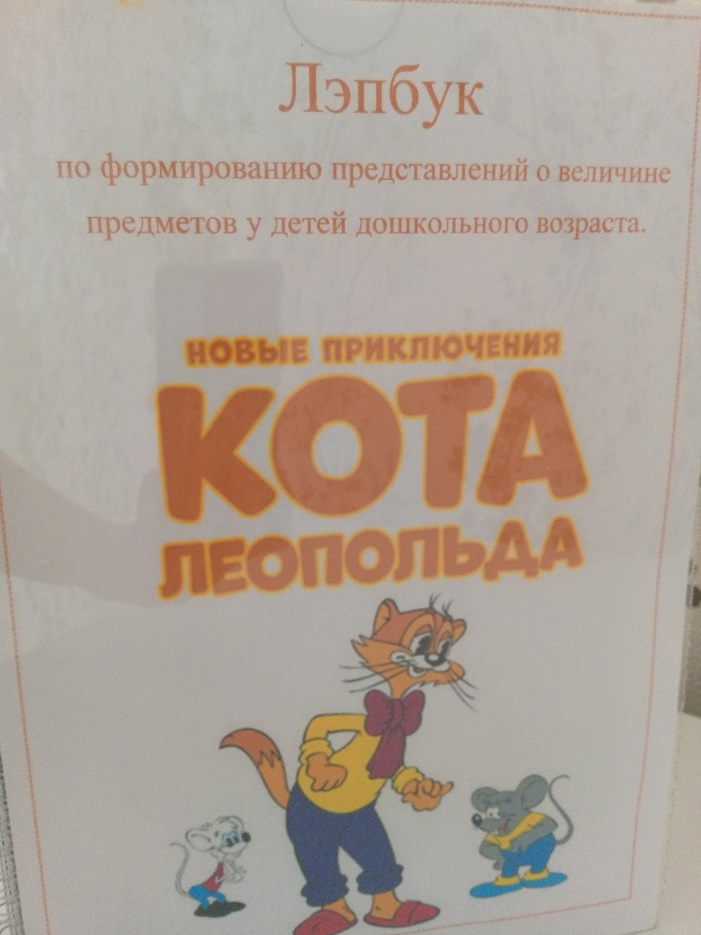 Лэпбук
по формированию представлений о величине
предметов у детей дошкольного возраста.
НОВЫЕ ПРИКЛЮЧЕНИЯ
КОТА
ЛЕОПОЛЬДА